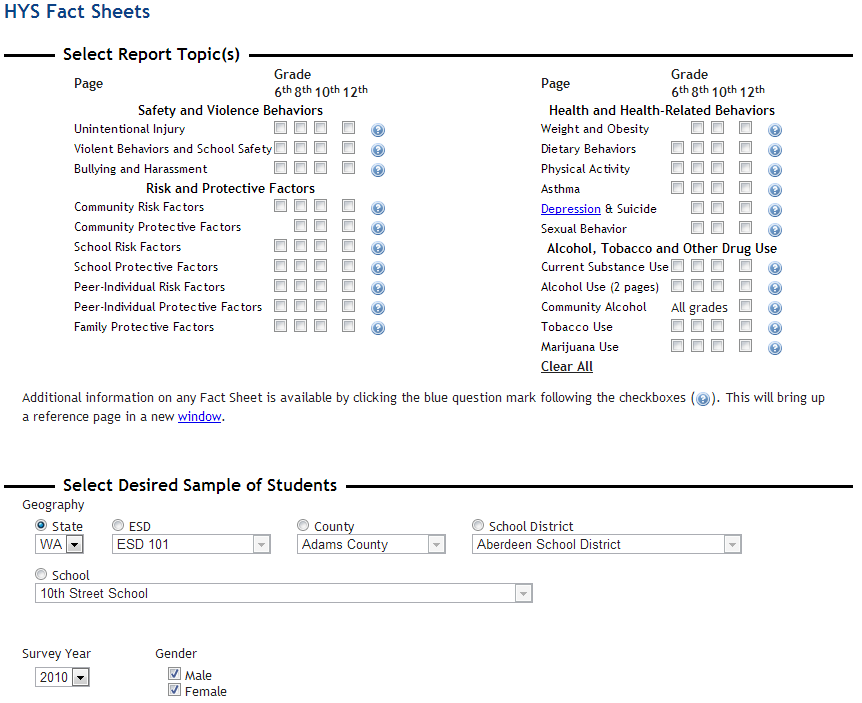 HYS Fact Sheets
Select Report Topic(s)
Page
Grade
6th 8th 10th 12th
Safety and Violence Behaviors
Unintentional Injury
Violent Behaviors and School Safety
Bullying and Harassment
Risk and Protective Factors
Community Risk Factors
Community Protective Factors
School Risk Factors
School Protective Factors
Peer-Individual Risk Factors
Peer-Individual Protective Factors
Family Protective Factors
Page
Grade
6th 8th 10th 12th
Health and Health-Related Behaviors
Weight and Obesity
Dietary Behaviors
Physical Activity
Asthma
Depression & Suicide
Sexual Behavior
Alcohol, Tobacco and Other Drug Use
Current Substance Use
Alcohol Use (2 pages)
Community Alcohol All grades
Tobacco Use
Marijuana Use
Clear All
Additional information on any Fact Sheet is available by clicking the blue question mark following the checkboxes (?). This will bring up
a reference page in a new window.
Select Desired Sample of Students
Geography
State ESD County School District
WA ESD 101 Adams County Aberdeen School District
School
10th Street School
Survey Year Gender
2010 Male
Female